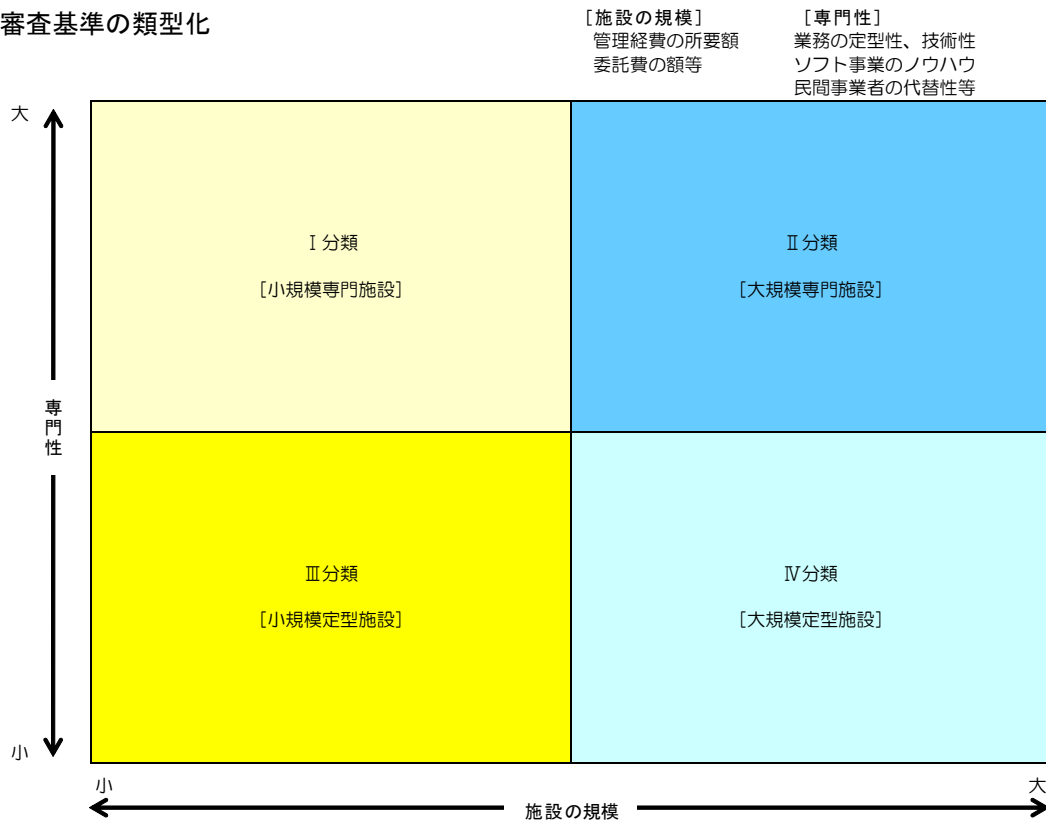 審査基準の類型化
［施設の規模］
管理経費の所要額
委託費の額等
［専門性］
業務の定型性、技術性
ソフト事業のノウハウ
民間事業者の代替性等
大
Ⅰ分類
［小規模専門施設］
Ⅱ分類
［大規模専門施設］
専門性
Ⅲ分類
［小規模定型施設］
Ⅳ分類
［大規模定型施設］
小
小
大
施設の規模